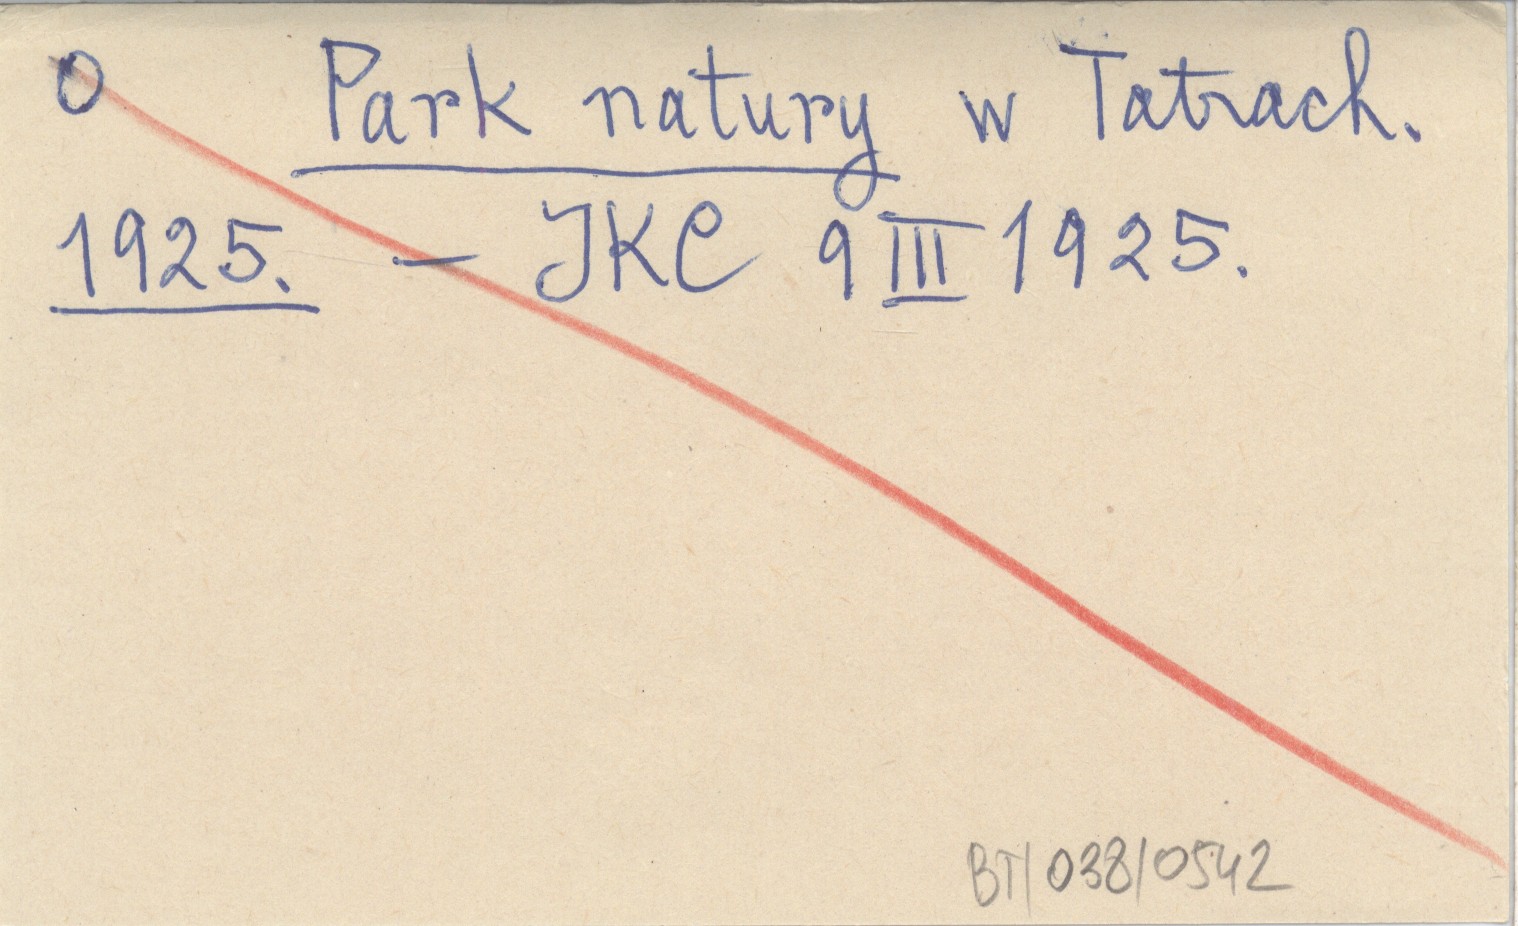 O Park natury w Tatrach.
1925. — IKC 9 III 1925.
BT/038/0542